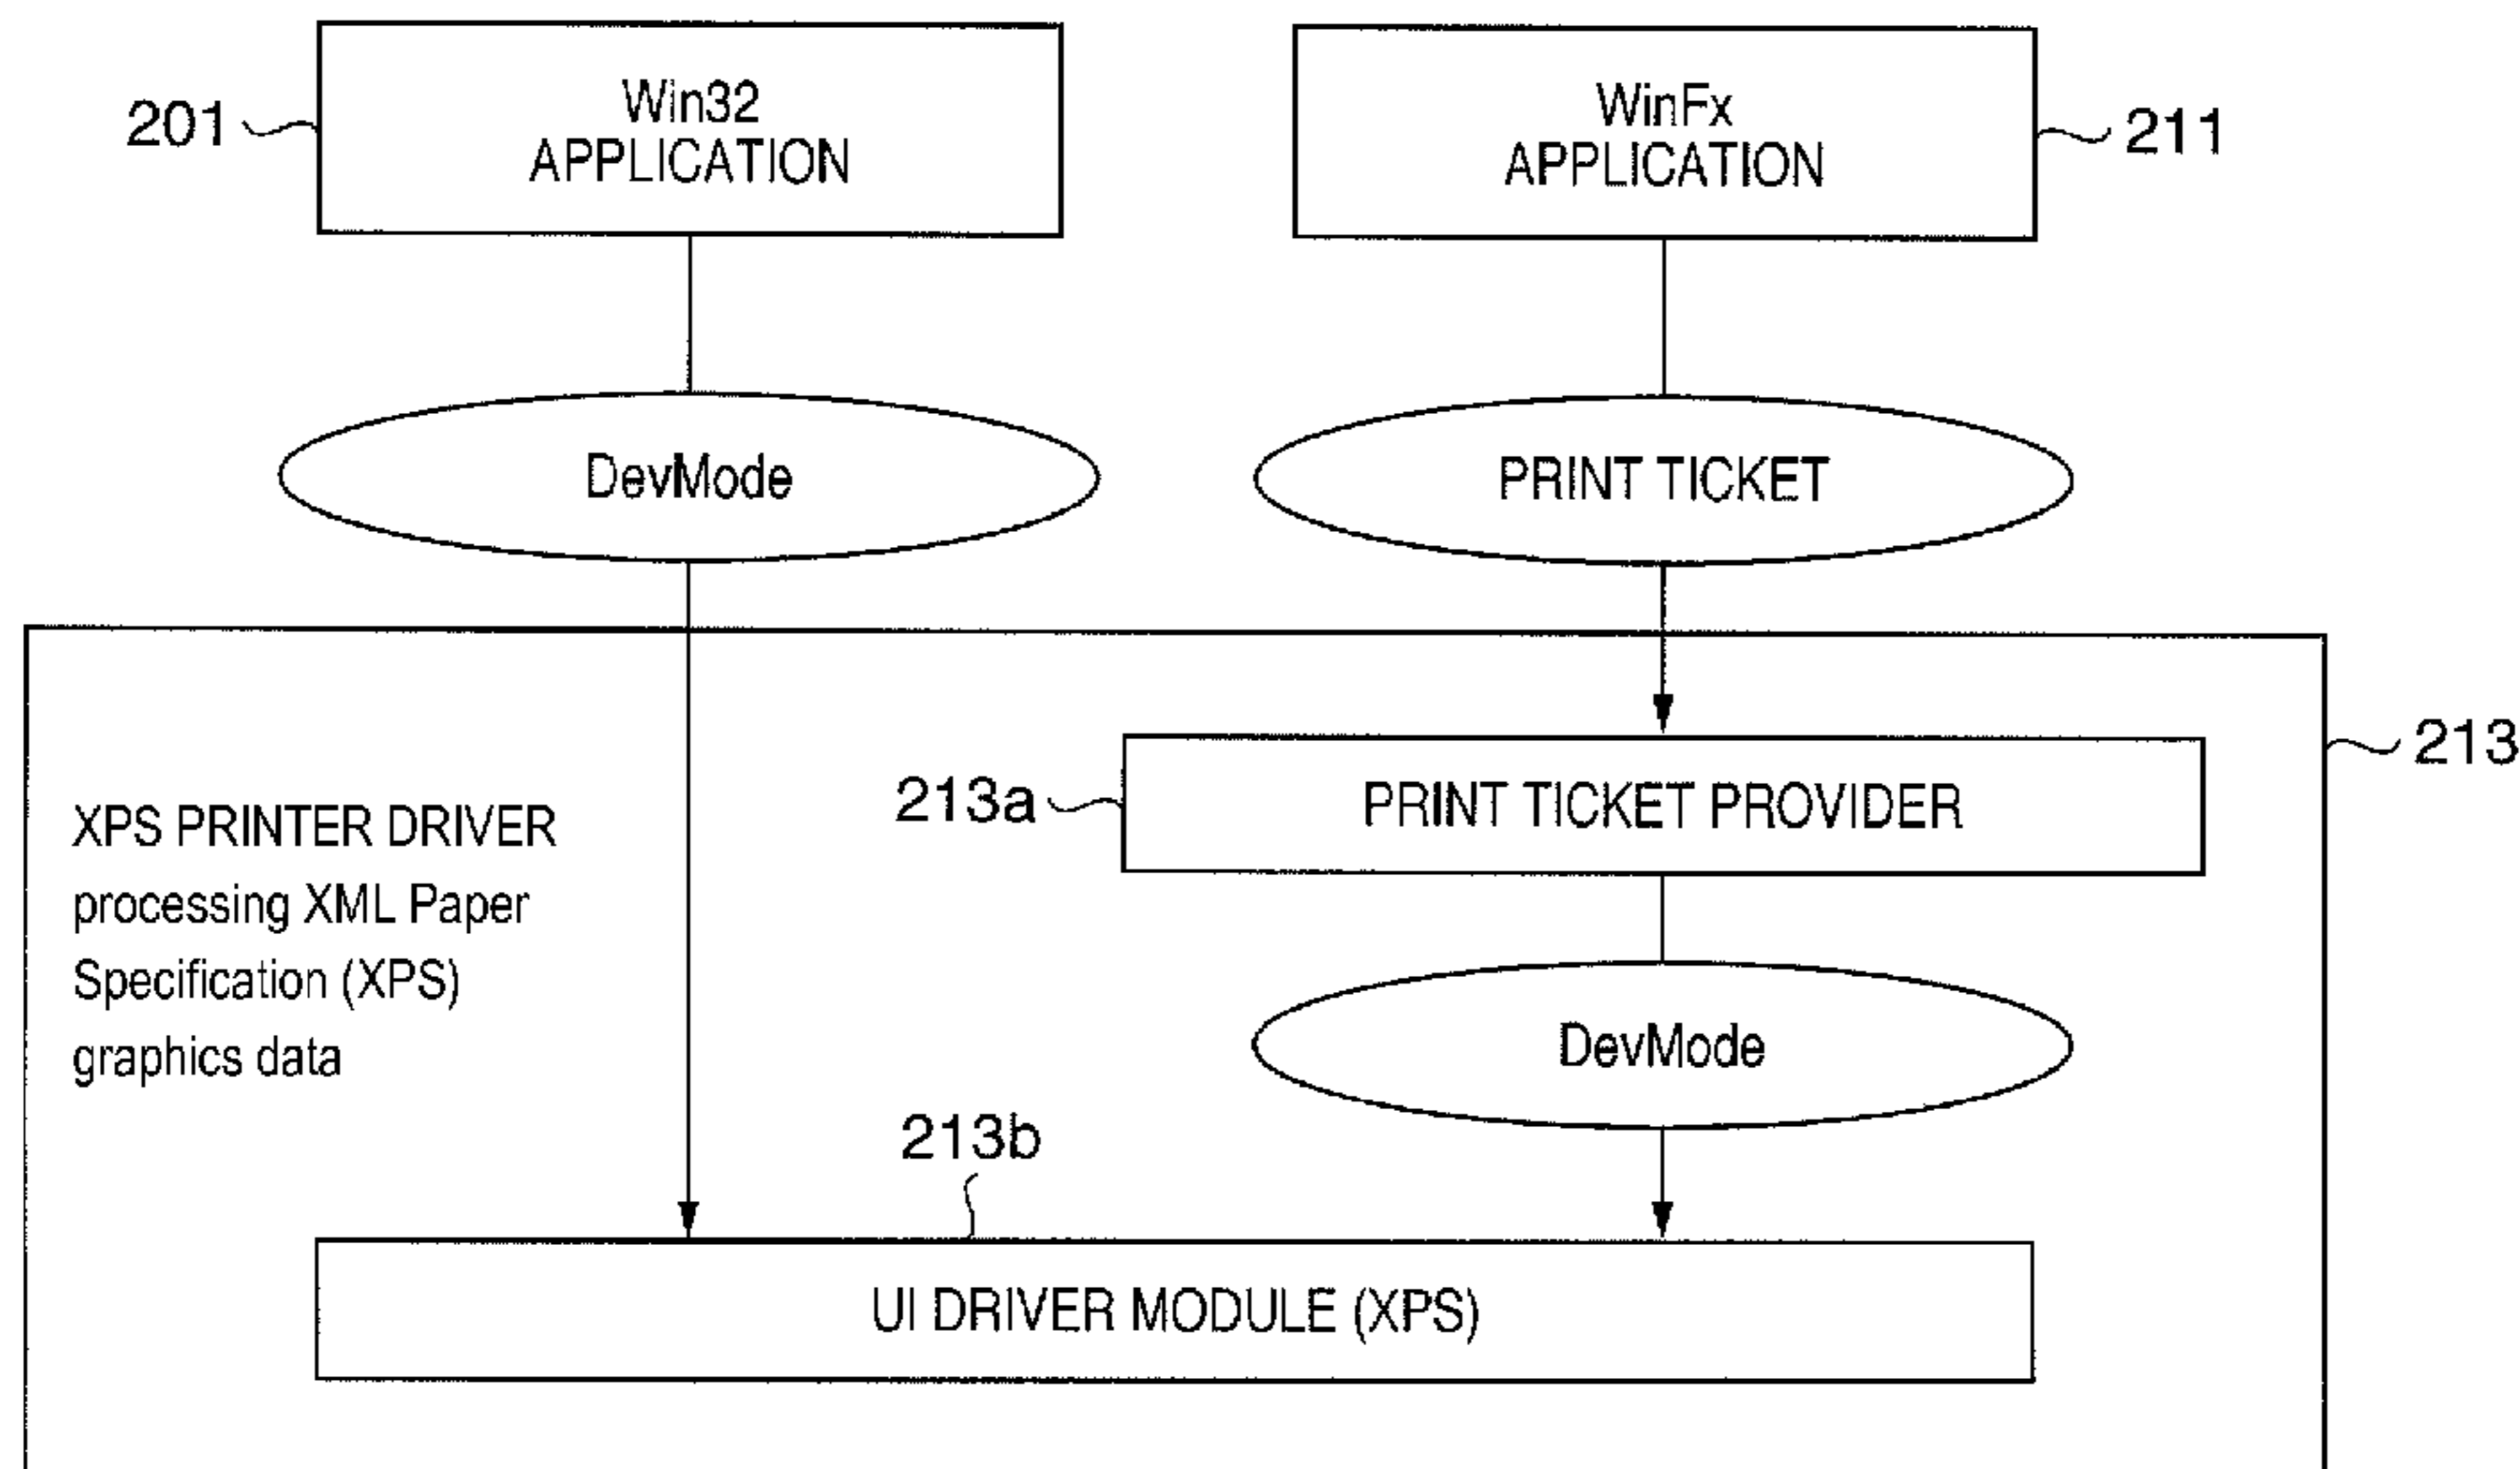 Win32
APPLICATION
201
WinFx
APPLICATION
211
DevMode
PRINT TICKET
213
213a
PRINT TICKET PROVIDER
XPS PRINTER DRIVER
processing XML Paper
Specification (XPS)
graphics data
DevMode
213b
UI DRIVER MODULE (XPS)